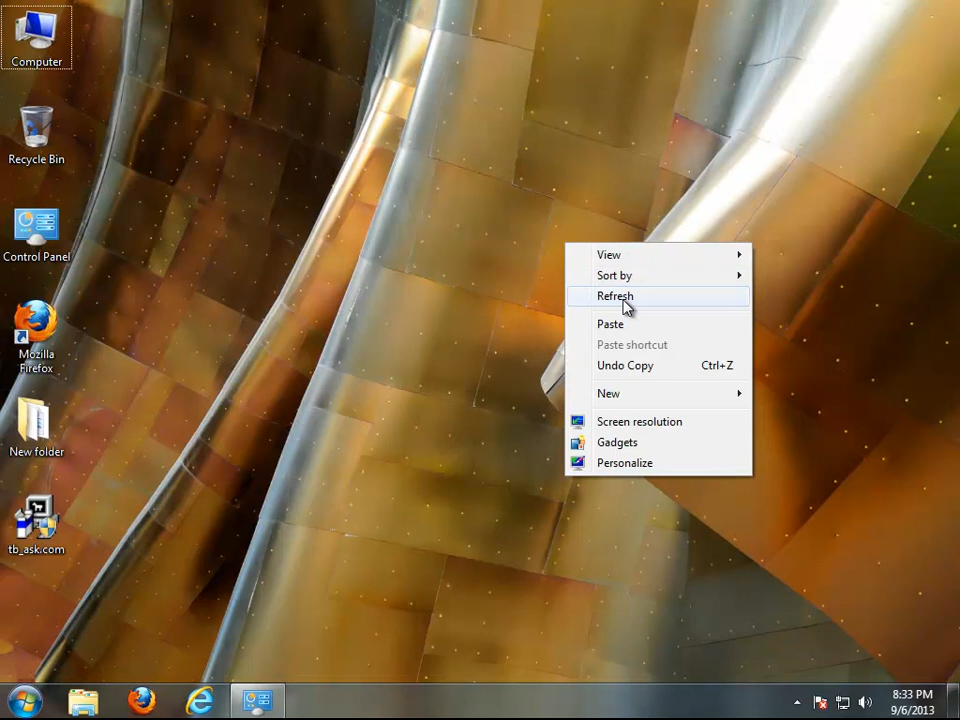 Computer
Recycle Bin
Control Panel
Mozilla
Firefox
New folder
tb_ask.com
View
Sort by
Refresh
Paste
Paste shortcut
Undo Copy Ctrl+Z
New
Screen resolution
Gadgets
Personalize
8:33 PM
9/6/2013